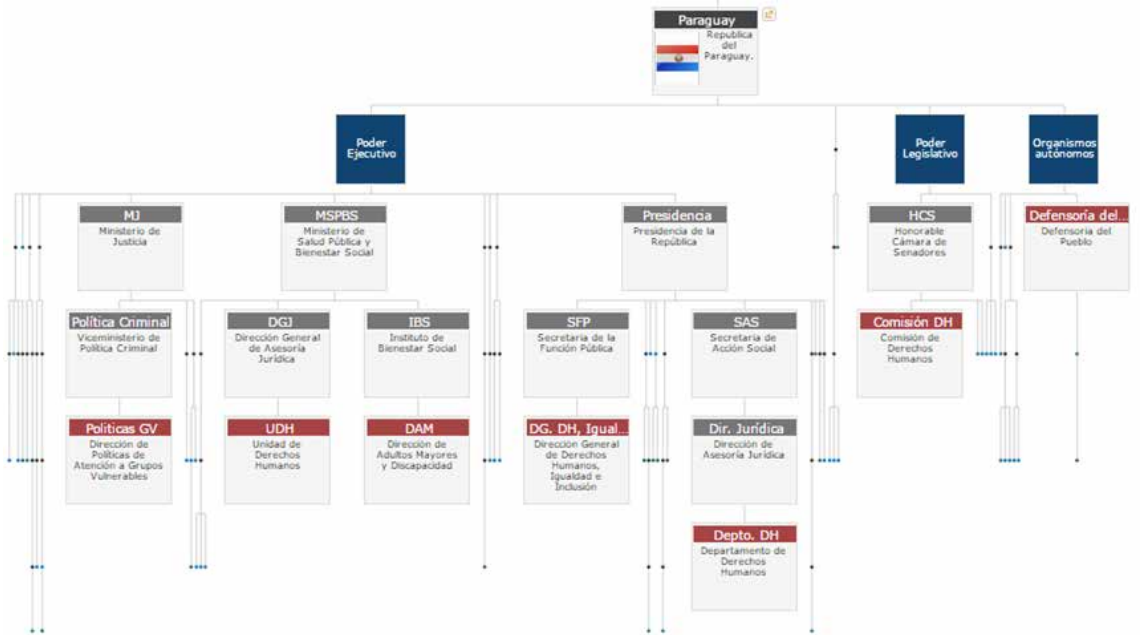 Paraguay
Republica
del
Paraguay.
Poder
Ejecutivo
Poder
Legislativo
Organismos
autónomos
MJ
Ministerio de
Justicia
MSPBS
Ministerio de
Salud Pública y
Bienestar Social
Presidencia
Presidencia de la
República
HCS
Honorable
Cámara de
Senadores
Defensoría del...
Defensoria del
Pueblo
Política Criminal
Viceministerio de
Política Criminal
DGJ
Dirección General
de Asesoría
Jurídica
IBS
Instituto de
Bienestar Social
SFP
Secretaria de la
Función Pública
SAS
Secretaria de
Acción Social
Comisión DH
Comisión de
Derechos
Humanos
Politicas GV
Dirección de
Políticas de
Atención a Grupos
Vulnerables
UDH
Unidad de
Derechos
Humanos
DAM
Dirección de
Adultos Mayores
y Discapacidad
DG. DH, Igual...
Dirección General
de Derechos
Humanos,
Igualdad e
Inclusión
Dir. Jurídica
Dirección de
Asesoría Jurídica
Depto. DH
Departamento de
Derechos
Humanos